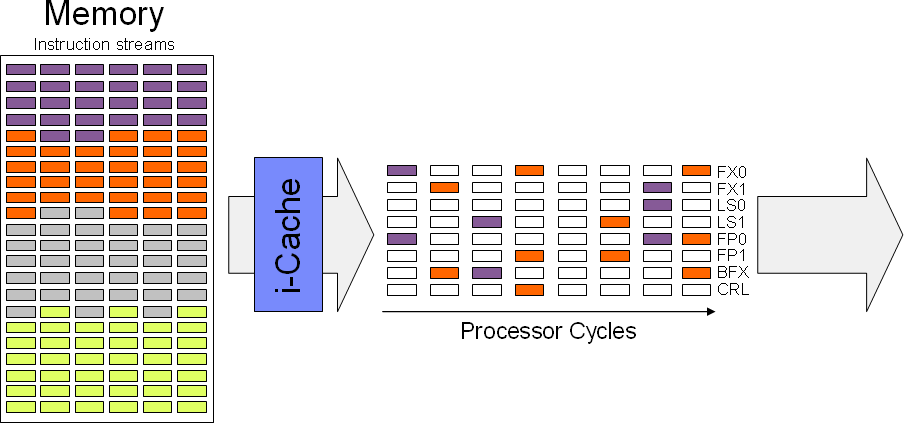 Memory
Instruction streams
i-Cache
FX0
FX1
LS0
LS1
FP0
FP1
BFX
CRL
Processor Cycles